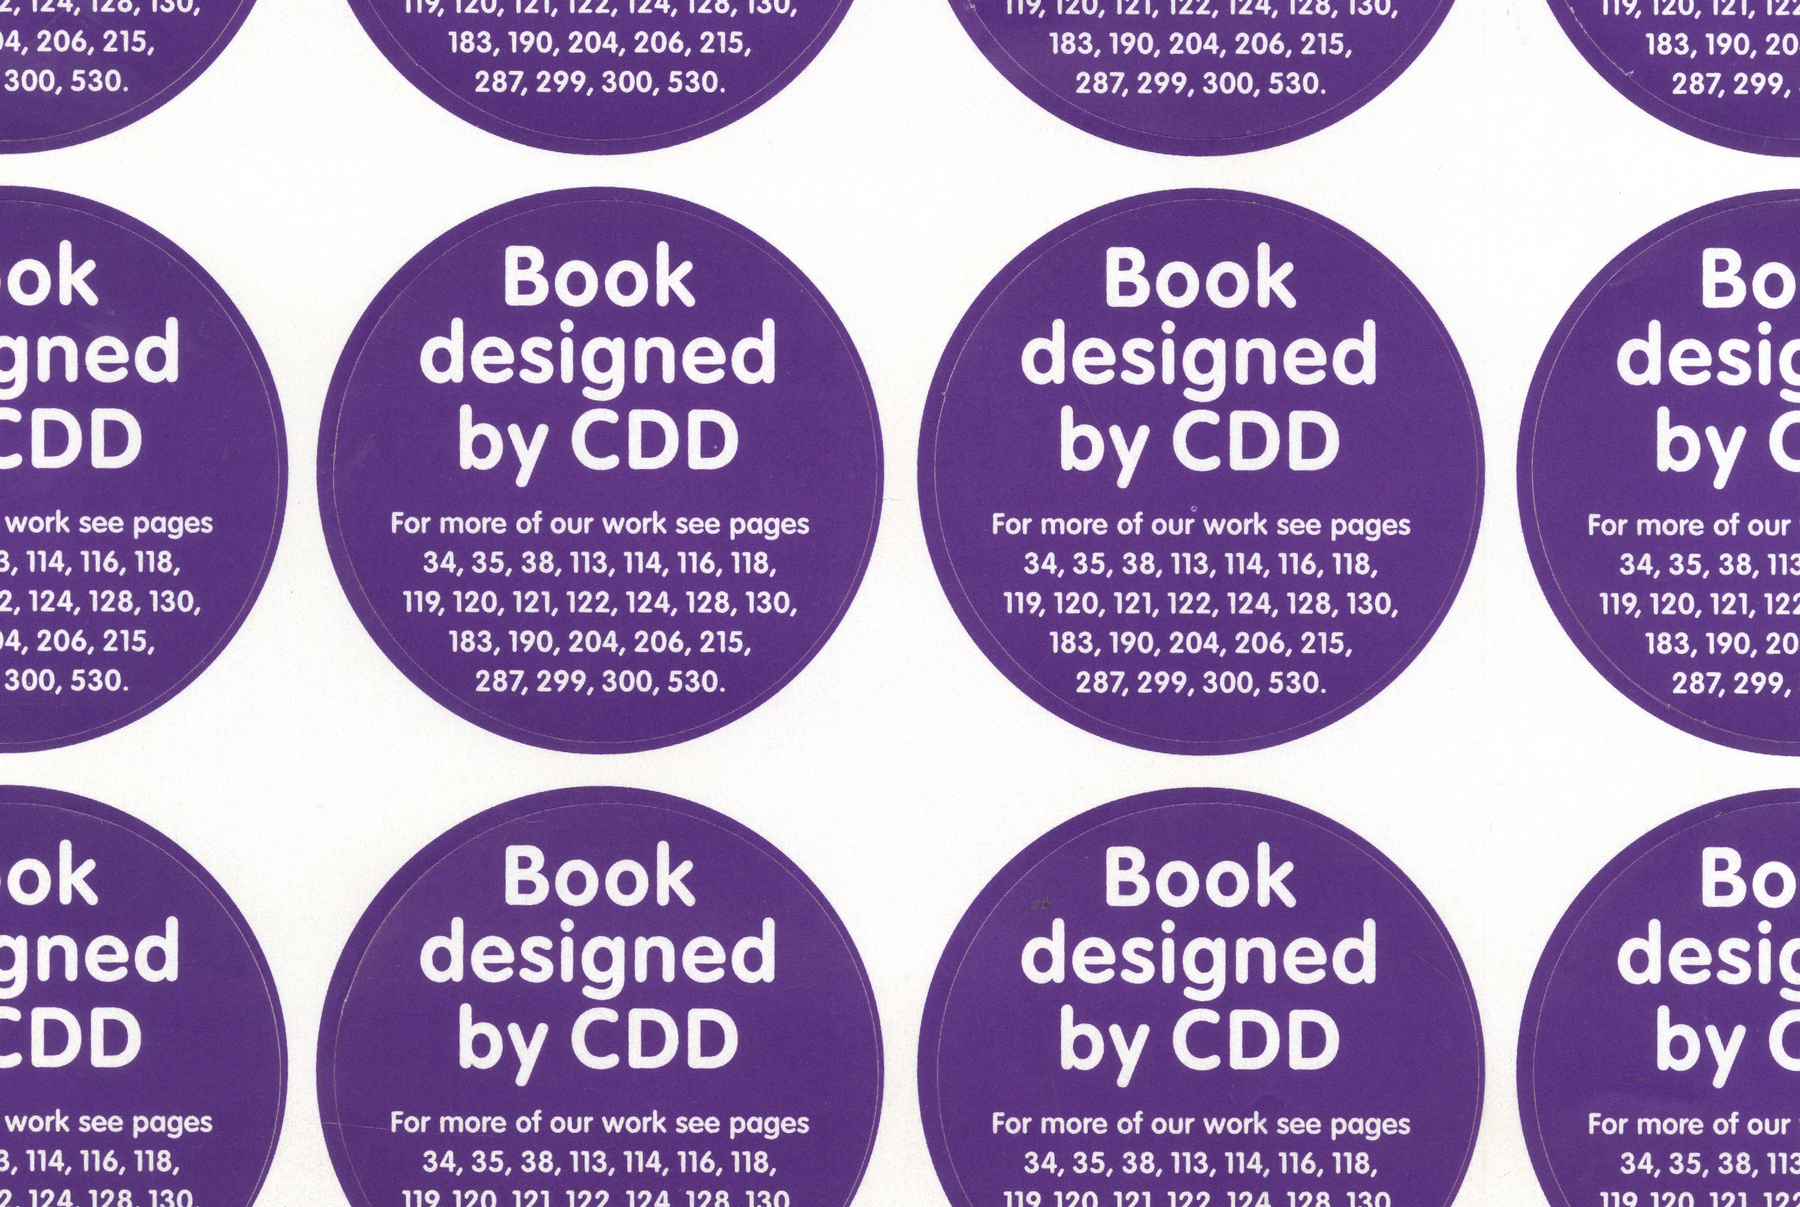 2, 124, 128, 130,
04, 206, 215,
300, 530.
119, 120, 121, 122, 124, 128, 130,
183, 190, 204, 206, 215,
287, 299, 300, 530.
119, 120, 121, 122, 124, 128, 130,
183, 190, 204, 206, 215,
287, 299, 300, 530.
119, 120, 121, 122
183, 190, 20
287, 299,
ok
gned
CDD
work see pages
3, 114, 116, 118,
2, 124, 128, 130,
04, 206, 215,
300, 530.
Book
designed
by CDD
For more of our work see pages
34, 35, 38, 113, 114, 116, 118,
119, 120, 121, 122, 124, 128, 130,
183, 190, 204, 206, 215,
287, 299, 300, 530.
Book
designed
by CDD
For more of our work see pages
34, 35, 38, 113, 114, 116, 118,
119, 120, 121, 122, 124, 128, 130,
183, 190, 204, 206, 215,
287, 299, 300, 530.
Bo
desig
by C
For more of our
34, 35, 38, 113
119, 120, 121, 122
183, 190, 20
287, 299,
ok
gned
CDD
work see pages
3, 114, 116, 118,
2, 124, 128, 130,
Book
designed
by CDD
For more of our work see pages
34, 35, 38, 113, 114, 116, 118,
119, 120, 121, 122, 124, 128, 130,
Book
designed
by CDD
For more of our work see pages
34, 35, 38, 113, 114, 116, 118,
119, 120, 121, 122, 124, 128, 130,
Bo
desig
by C
For more of our
34, 35, 38, 113
119, 120, 121, 122